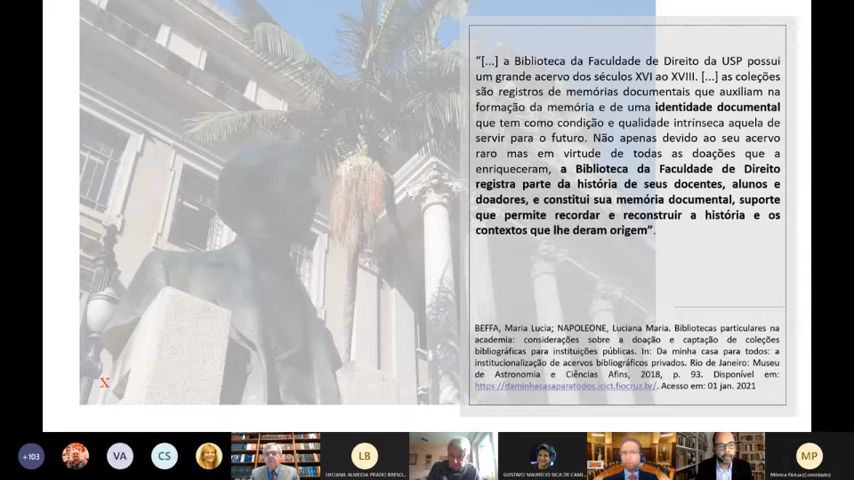 “[...] a Biblioteca da Faculdade de Direito da USP possui
um grande acervo dos séculos XVI ao XVIII. [...] as coleções
são registros de memórias documentais que auxiliam na
formação da memória e de uma identidade documental
que tem como condição e qualidade intrínseca aquela de
servir para o futuro. Não apenas devido ao seu acervo
raro mas em virtude de todas as doações que a
enriqueceram, a Biblioteca da Faculdade de Direito
registra parte da história de seus docentes, alunos e
doadores, e constitui sua memória documental, suporte
que permite recordar e reconstruir a história e os
contextos que lhe deram origem”.
BEFFA, Maria Lucia; NAPOLEONE, Luciana Maria. Bibliotecas particulares na
academia: considerações sobre a doação e captação de coleções
bibliográficas para instituições públicas. In: Da minha casa para todos: a
institucionalização de acervos bibliográficos privados. Rio de Janeiro: Museu
de Astronomia e Ciências Afins, 2018, p. 93. Disponível em:
https://daminhacasaparatodos.icict.fiocruz.br/. Acesso em: 01 jan. 2021
X
+103
VA
CS
LB
MP
LUCIANA ALMEIDA PRADO
GUSTAVO MAURÍCIO
Mônica (Convidado)